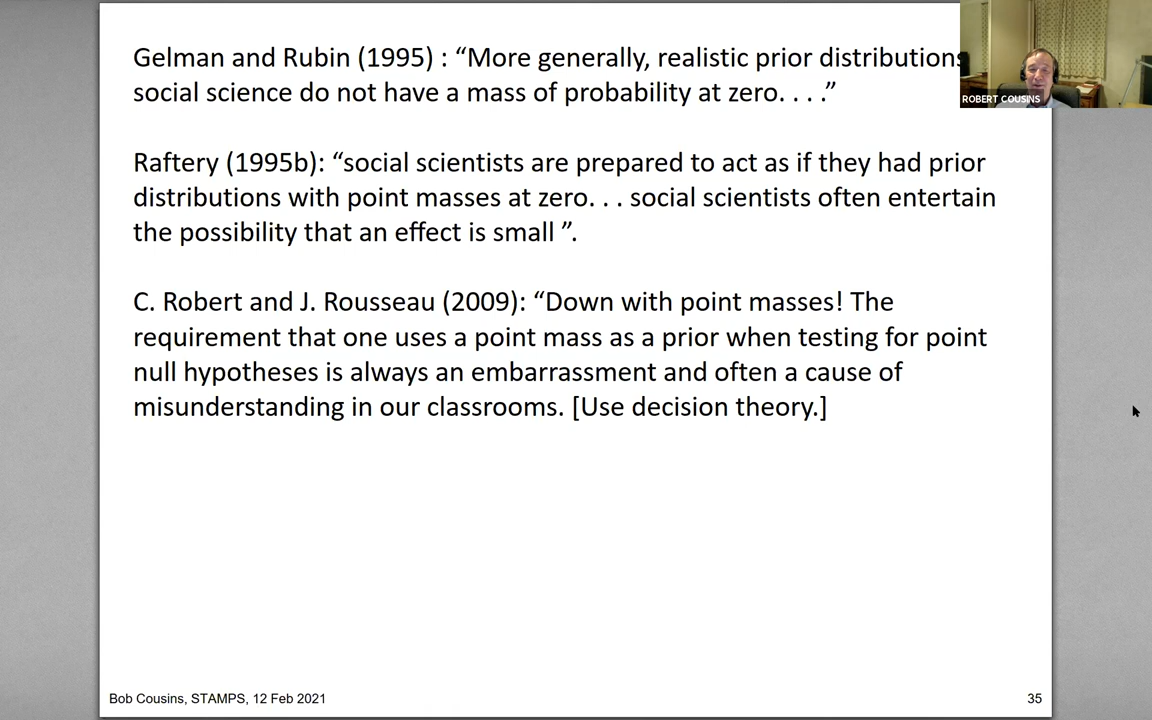 Gelman and Rubin (1995) : “More generally, realistic prior distributions
social science do not have a mass of probability at zero. . . .”
Raftery (1995b): “social scientists are prepared to act as if they had prior
distributions with point masses at zero. . . social scientists often entertain
the possibility that an effect is small ”.
C. Robert and J. Rousseau (2009): “Down with point masses! The
requirement that one uses a point mass as a prior when testing for point
null hypotheses is always an embarrassment and often a cause of
misunderstanding in our classrooms. [Use decision theory.]
ROBERT COUSINS
Bob Cousins, STAMPS, 12 Feb 2021
35